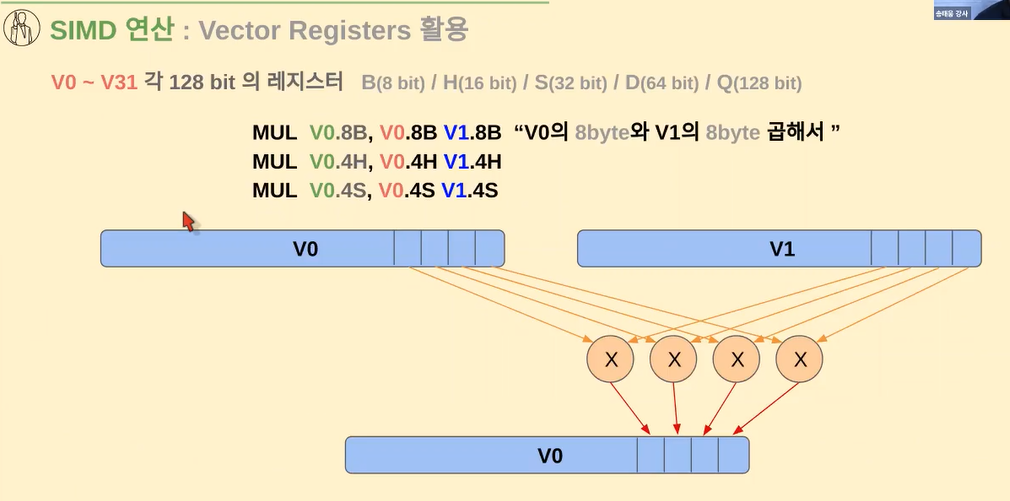 송태웅 강사
SIMD 연산 : Vector Registers 활용
V0 ~ V31 각 128 bit 의 레지스터 B(8 bit) / H(16 bit) / S(32 bit) / D(64 bit) / Q(128 bit)
MUL V0.8B, V0.8B V1.8B “V0의 8byte와 V1의 8byte 곱해서 ”
MUL V0.4H, V0.4H V1.4H
MUL V0.4S, V0.4S V1.4S
V0 V1
X X X X
V0